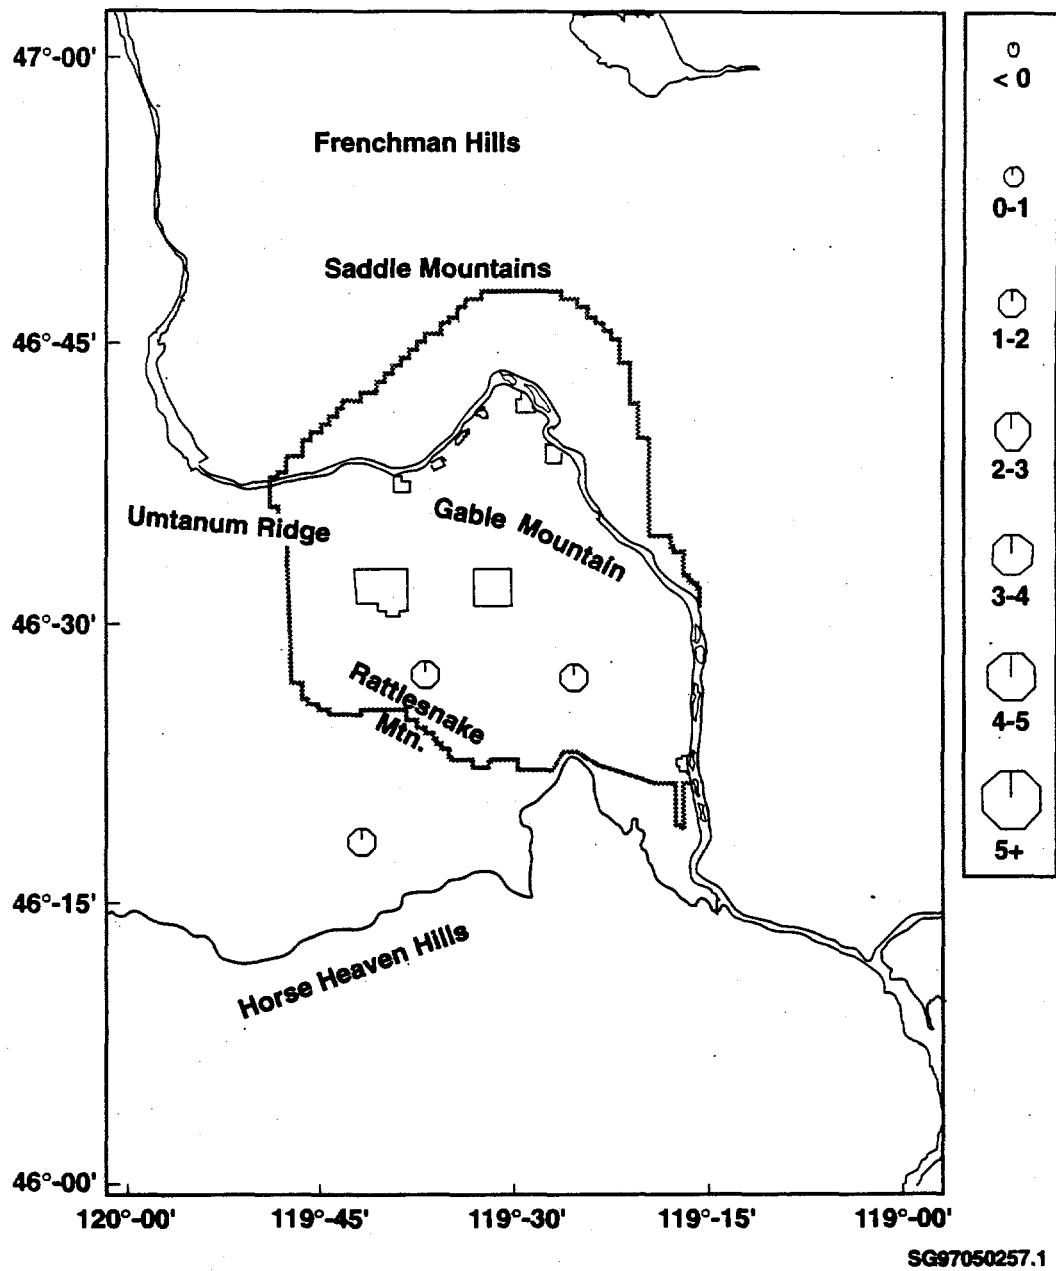 47°-00'
< 0
Frenchman Hills
0-1
Saddle Mountains
46°-45'
1-2
2-3
Umtanum Ridge
Gable Mountain
3-4
46°-30'
Rattlesnake
Mtn.
4-5
5+
46°-15'
Horse Heaven Hills
46°-00'
120°-00'
119°-45'
119°-30'
119°-15'
119°-00'
SG97050257.1